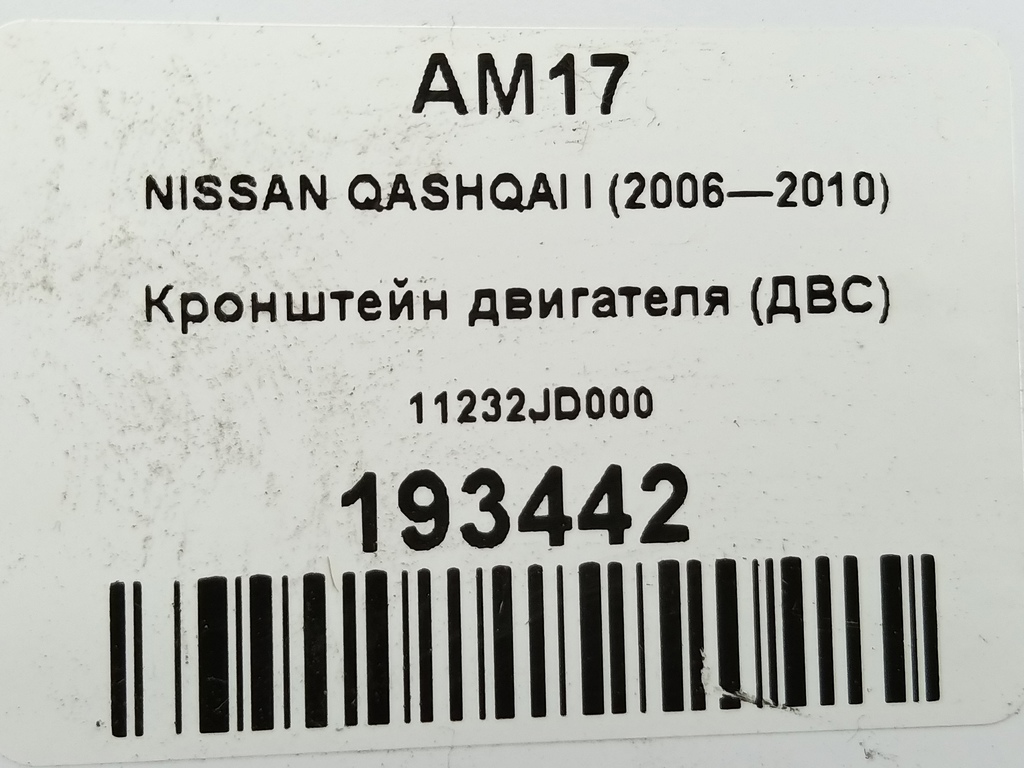 AM17
NISSAN QASHQAI I (2006—2010)
Кронштейн двигателя (ДВС)
11232JD000
193442